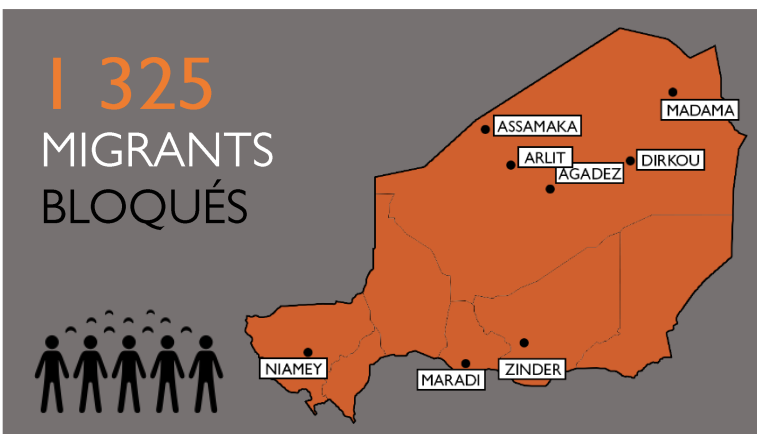 1 325
MIGRANTS
BLOQUÉS
MADAMA
ASSAMAKA
ARLIT
DIRKOU
AGADEZ
NIAMEY
MARADI
ZINDER